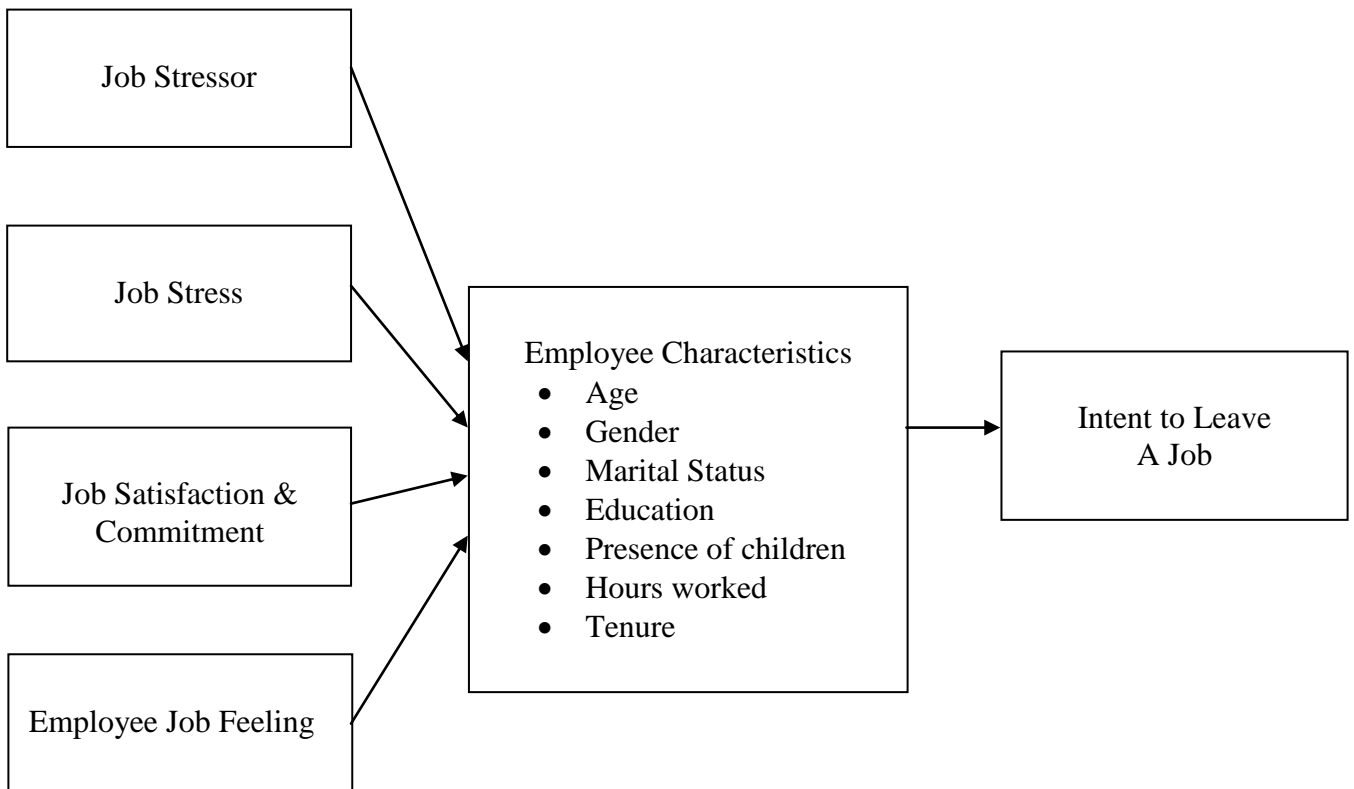 Job Stressor
Job Stress
Job Satisfaction &
Commitment
Employee Job Feeling
Employee Characteristics
• Age
• Gender
• Marital Status
• Education
• Presence of children
• Hours worked
• Tenure
Intent to Leave
A Job